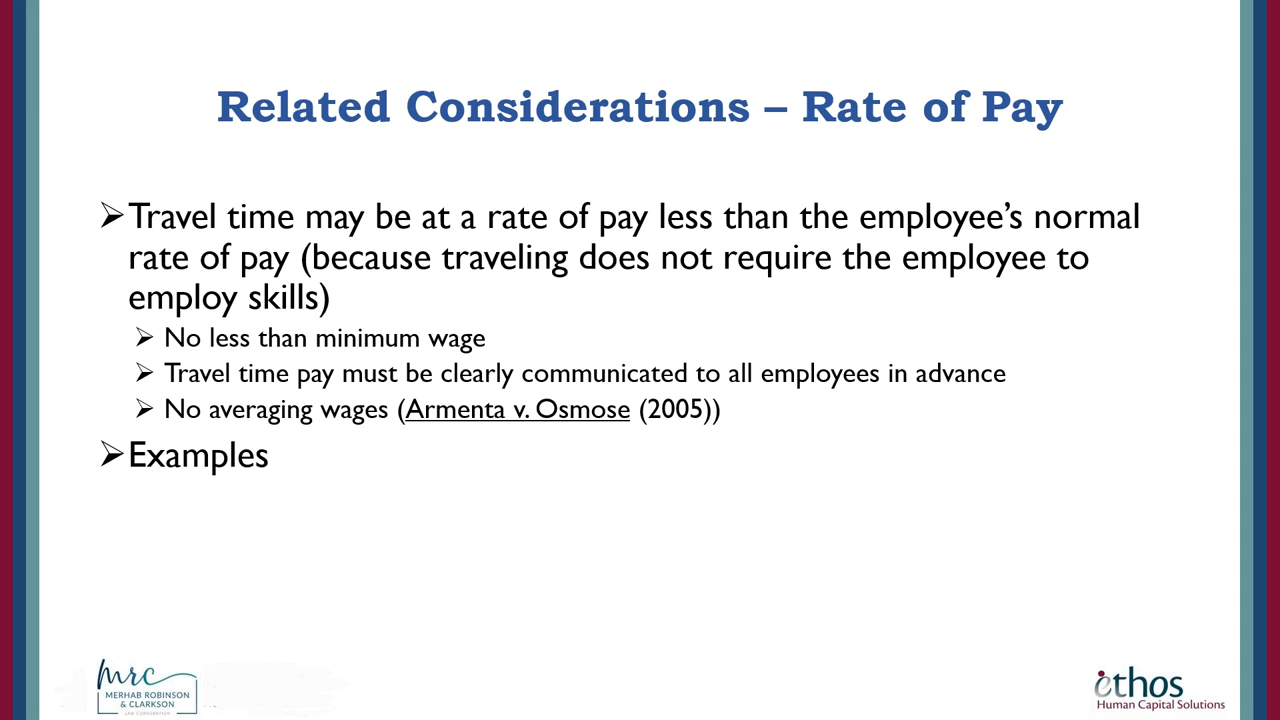 Related Considerations – Rate of Pay
Travel time may be at a rate of pay less than the employee’s normal
rate of pay (because traveling does not require the employee to
employ skills)
No less than minimum wage
Travel time pay must be clearly communicated to all employees in advance
No averaging wages (Armenta v. Osmose (2005))
Examples
mrc
MERHAB ROBINSON
& CLARKSON
LAW CORPORATION
ethos
Human Capital Solutions